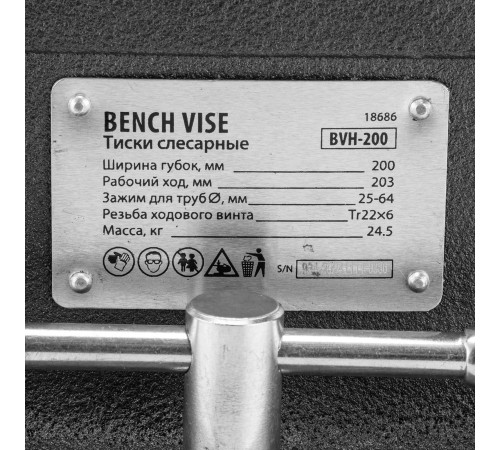 BENCH VISE
18686
Тиски слесарные
BVH-200
Ширина губок, мм 200
Рабочий ход, мм 203
Зажим для труб Ø, мм 25-64
Резьба ходового винта Tr22×6
Масса, кг 24.5
S/N